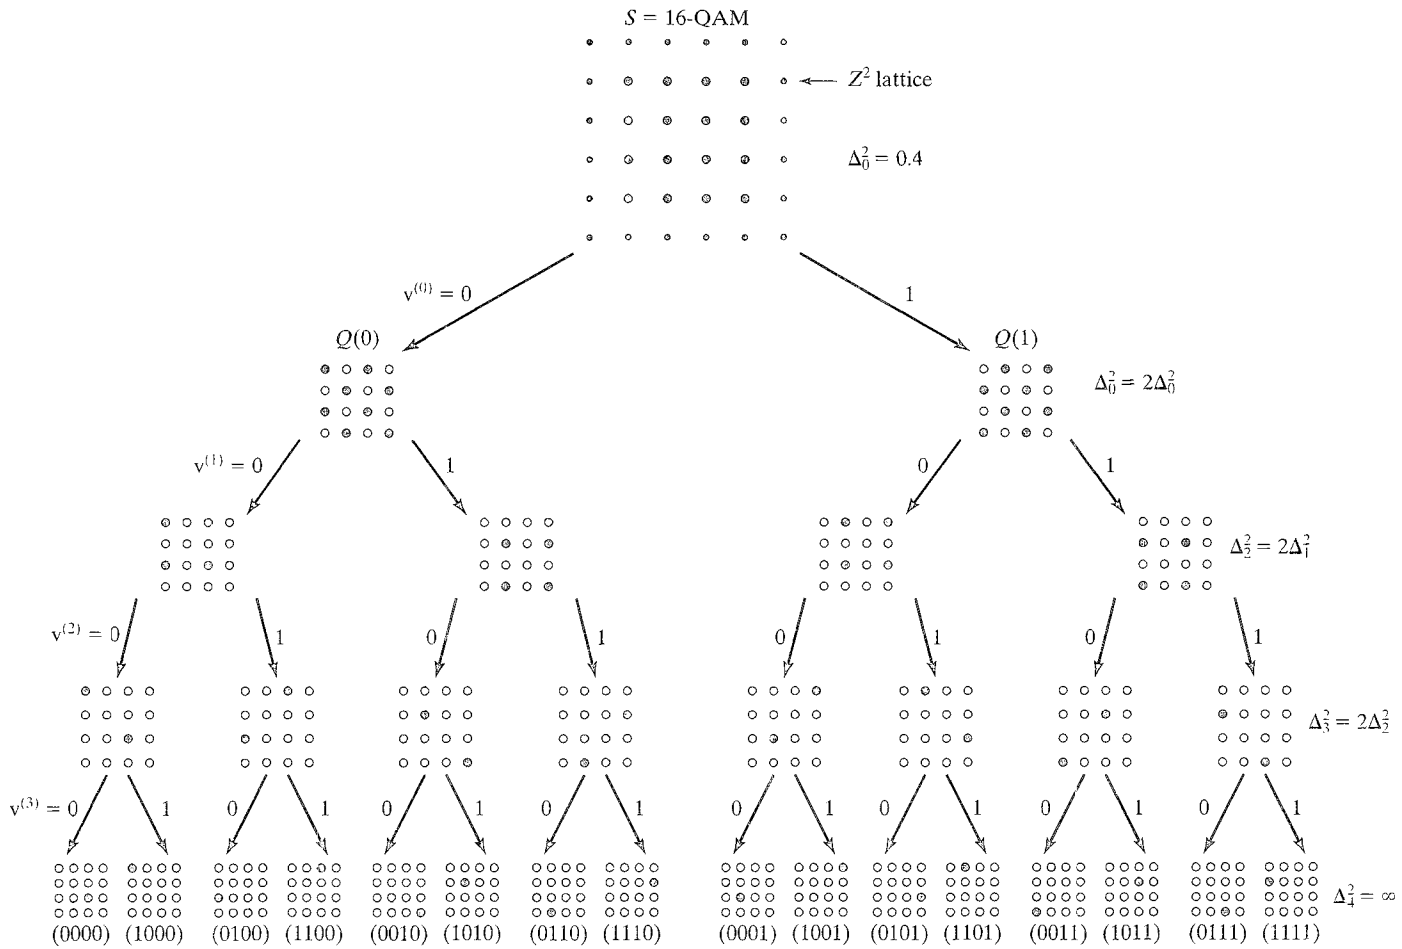 S = 16-QAM
Z² lattice
Δ₀² = 0.4
v⁽⁰⁾ = 0
1
Q(0)
Q(1)
Δ₀² = 2Δ₀²
v⁽¹⁾ = 0
1
0
1
Δ₂² = 2Δ₁²
v⁽²⁾ = 0
1
0
1
0
1
0
1
Δ₃² = 2Δ₂²
v⁽³⁾ = 0
1
0
1
0
1
0
1
0
1
0
1
0
1
0
1
Δ₄² = ∞
(0000) (1000) (0100) (1100) (0010) (1010) (0110) (1110) (0001) (1001) (0101) (1101) (0011) (1011) (0111) (1111)